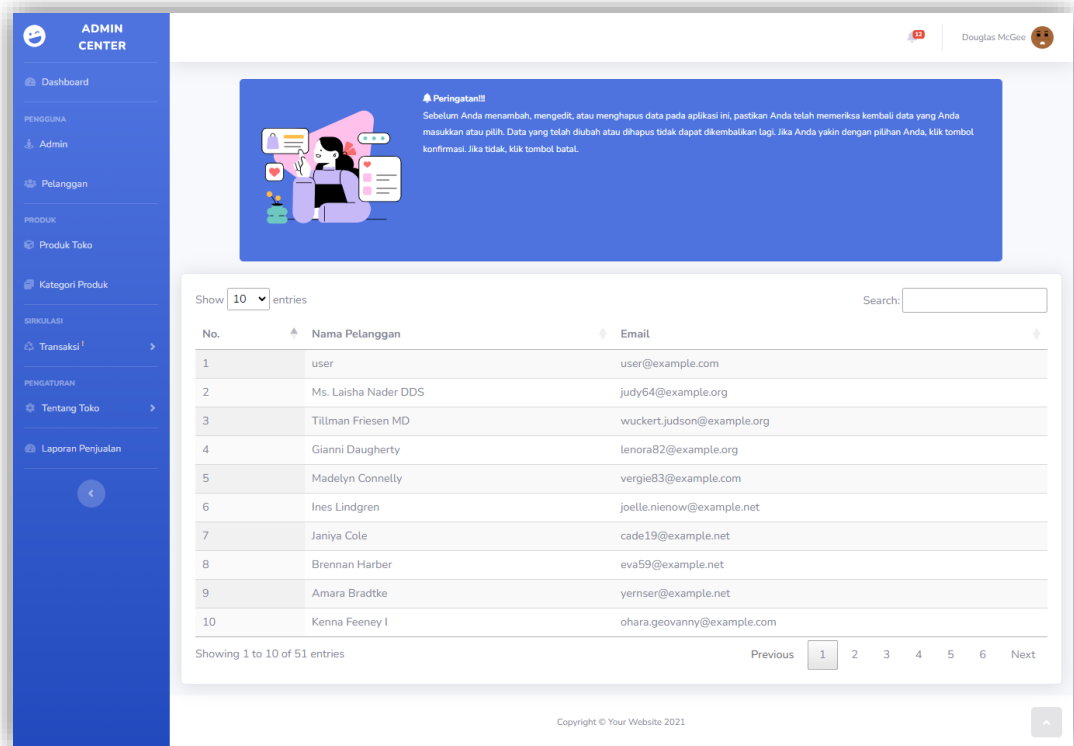 ADMIN
CENTER
12
Douglas McGee
Dashboard
PENGGUNA
Admin
Pelanggan
PRODUK
Produk Toko
Kategori Produk
SIRKULASI
Transaksi !
PENGATURAN
Tentang Toko
Laporan Penjualan
Peringatan!!!
Sebelum Anda menambah, mengedit, atau menghapus data pada aplikasi ini, pastikan Anda telah memeriksa kembali data yang Anda
masukkan atau pilih. Data yang telah diubah atau dihapus tidak dapat dikembalikan lagi. Jika Anda yakin dengan pilihan Anda, klik tombol
konfirmasi. Jika tidak, klik tombol batal.
Show 10 entries Search:
No. Nama Pelanggan Email
1 user user@example.com
2 Ms. Laisha Nader DDS judy64@example.org
3 Tillman Friesen MD wuckert.judson@example.org
4 Gianni Daugherty lenora82@example.org
5 Madelyn Connelly vergie83@example.com
6 Ines Lindgren joelle.nienow@example.net
7 Janiya Cole cade19@example.net
8 Brennan Harber eva59@example.net
9 Amara Bradtke yernser@example.net
10 Kenna Feeney I ohara.geovanny@example.com
Showing 1 to 10 of 51 entries Previous 1 2 3 4 5 6 Next
Copyright © Your Website 2021